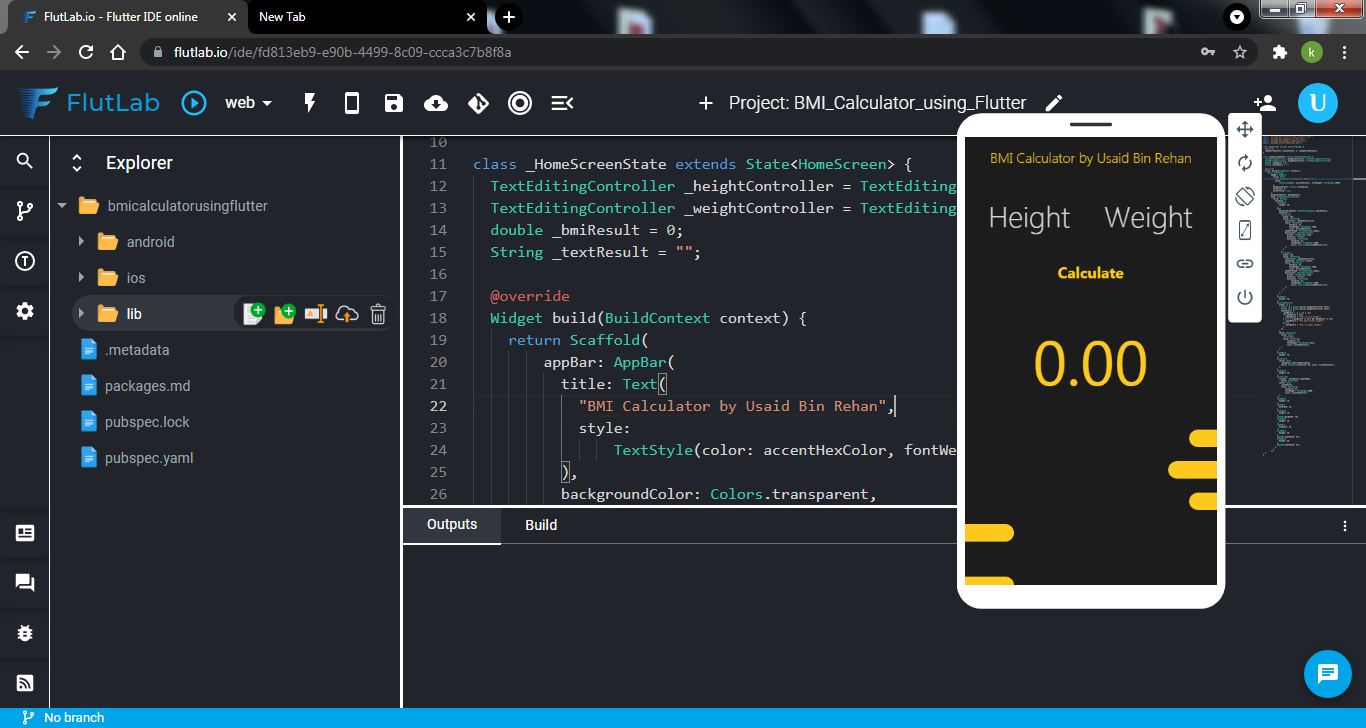 FlutLab.io - Flutter IDE online
New Tab
flutlab.io/ide/fd813eb9-e90b-4499-8c09-ccca3c7b8f8a
k
FlutLab
web
Project: BMI_Calculator_using_Flutter
U
Explorer
bmicalculatorusingflutter
android
ios
lib
.metadata
packages.md
pubspec.lock
pubspec.yaml
10
11 class _HomeScreenState extends State<HomeScreen> {
12 TextEditingController _heightController = TextEditing
13 TextEditingController _weightController = TextEditing
14 double _bmiResult = 0;
15 String _textResult = "";
16
17 @override
18 Widget build(BuildContext context) {
19 return Scaffold(
20 appBar: AppBar(
21 title: Text(
22 "BMI Calculator by Usaid Bin Rehan",
23 style:
24 TextStyle(color: accentHexColor, fontWe
25 ),
26 backgroundColor: Colors.transparent,
BMI Calculator by Usaid Bin Rehan
Height Weight
Calculate
0.00
Outputs
Build
No branch